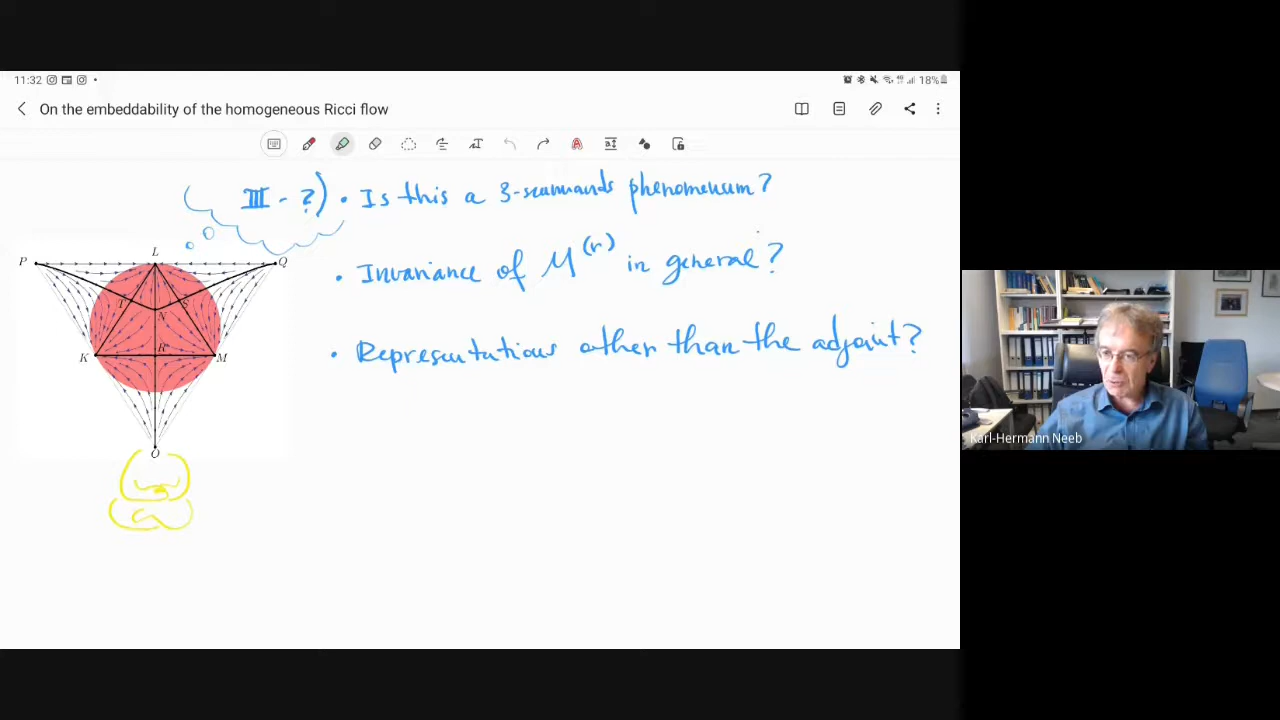 11:32
18%
On the embeddability of the homogeneous Ricci flow
III - ?) • Is this a 3-summands phenomenum?
• Invariance of M^(r) in general?
• Representations other than the adjoint?
P
L
Q
T
S
N
K
R
M
O
Karl-Hermann Neeb